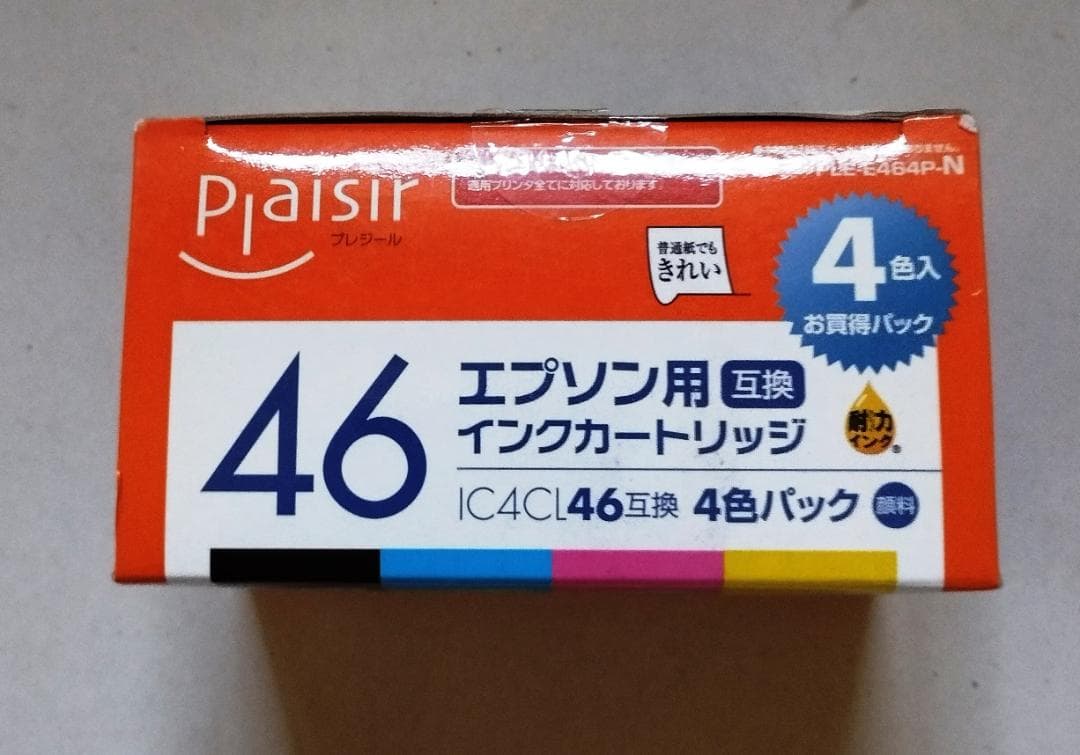 Plaisir
プレジール
適用プリンタ全てに対応しております。
PLE-E464P-N
普通紙でも
きれい
4色入
お買得パック
46
エプソン用 互換
インクカートリッジ
耐力
インク®
IC4CL46互換 4色パック 顔料